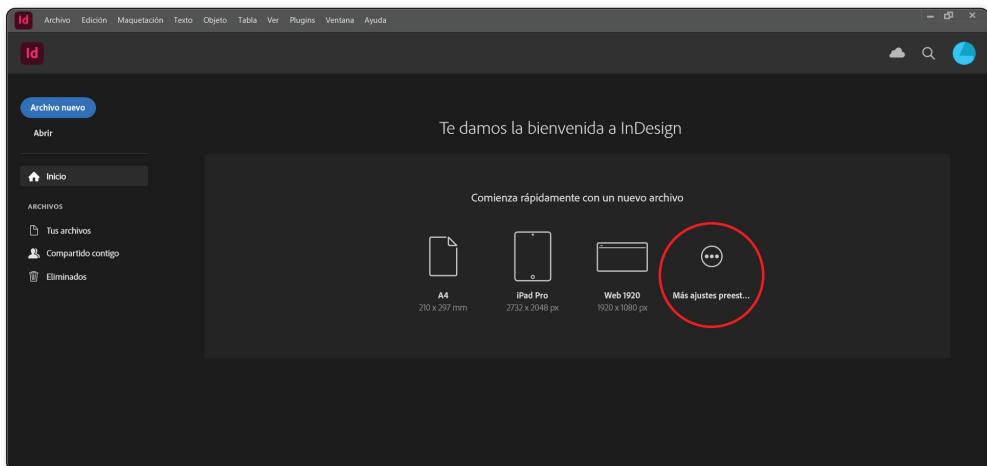 Id Archivo Edición Maquetación Texto Objeto Tabla Ver Plugins Ventana Ayuda
Id
Archivo nuevo
Abrir
Te damos la bienvenida a InDesign
Inicio
Comienza rápidamente con un nuevo archivo
ARCHIVOS
Tus archivos
Compartido contigo
Eliminados
A4 iPad Pro Web 1920 Más ajustes preest...
210 x 297 mm 2732 x 2048 px 1920 x 1080 px